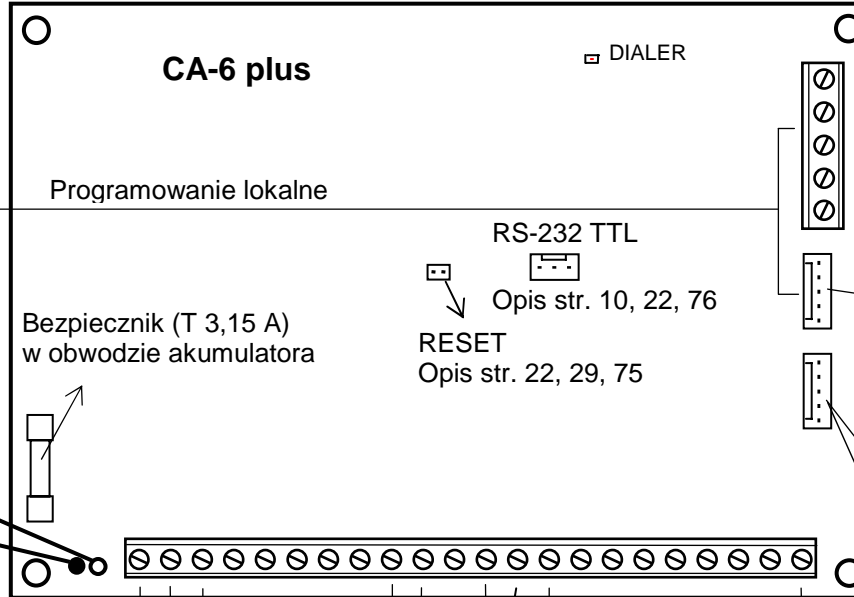 CA-6 plus
DIALER
Programowanie lokalne
RS-232 TTL
Opis str. 10, 22, 76
Bezpiecznik (T 3,15 A)
w obwodzie akumulatora
RESET
Opis str. 22, 29, 75